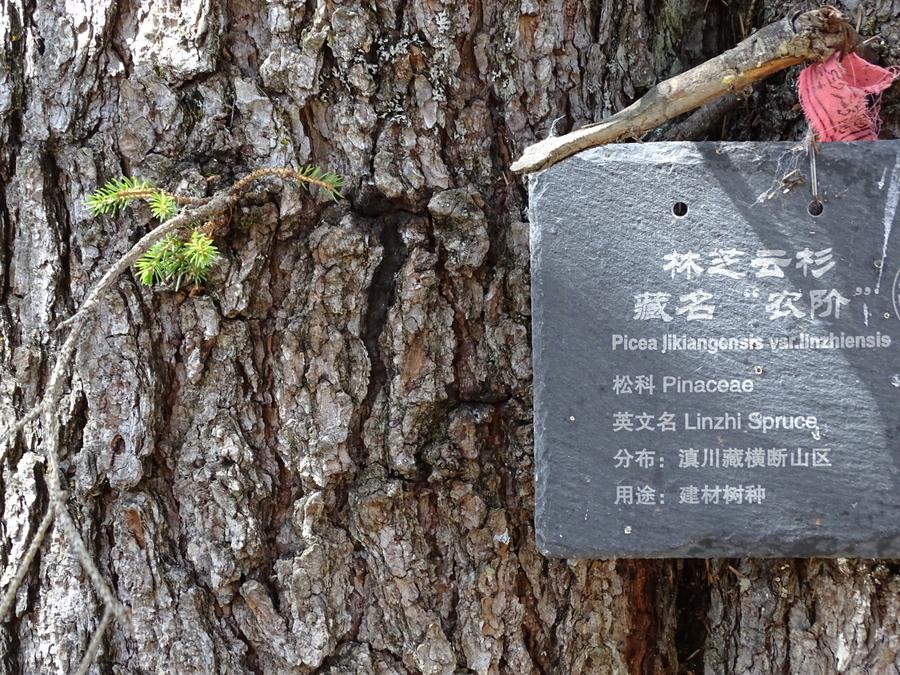 林芝云杉
藏名“农阶”
Picea jikiangensrs var.linzhiensis
松科 Pinaceae
英文名 Linzhi Spruce
分布：滇川藏横断山区
用途：建材树种